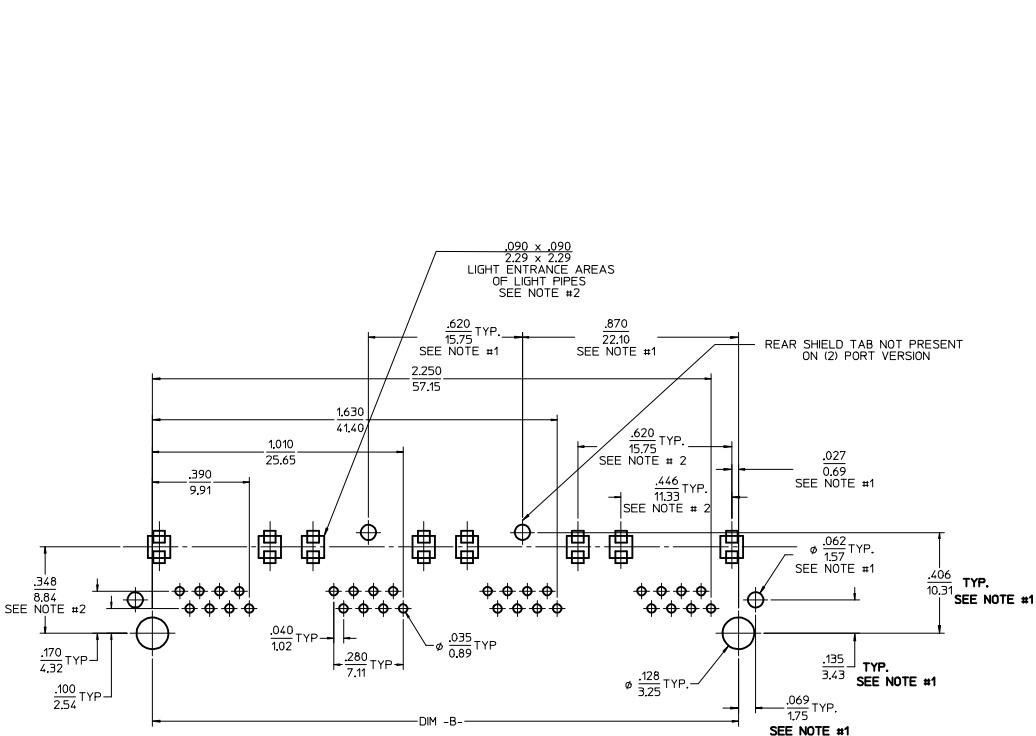 .090 x .090
2.29 x 2.29
LIGHT ENTRANCE AREAS
OF LIGHT PIPES
SEE NOTE #2
.620 TYP.
15.75
SEE NOTE #1
.870
22.10
SEE NOTE #1
REAR SHIELD TAB NOT PRESENT
ON (2) PORT VERSION
2.250
57.15
1.630
41.40
1.010
25.65
.390
9.91
.620 TYP.
15.75
SEE NOTE # 2
.446 TYP.
11.33
SEE NOTE # 2
.027
0.69
SEE NOTE #1
ø .062 TYP.
1.57
SEE NOTE #1
.406 TYP.
10.31
SEE NOTE #1
.348
8.84
SEE NOTE #2
.170 TYP
4.32
.100 TYP
2.54
.040
1.02
.280 TYP
7.11
ø .035 TYP
0.89
ø .128 TYP.
3.25
.135 TYP.
3.43
SEE NOTE #1
.069 TYP.
1.75
SEE NOTE #1
DIM -B-